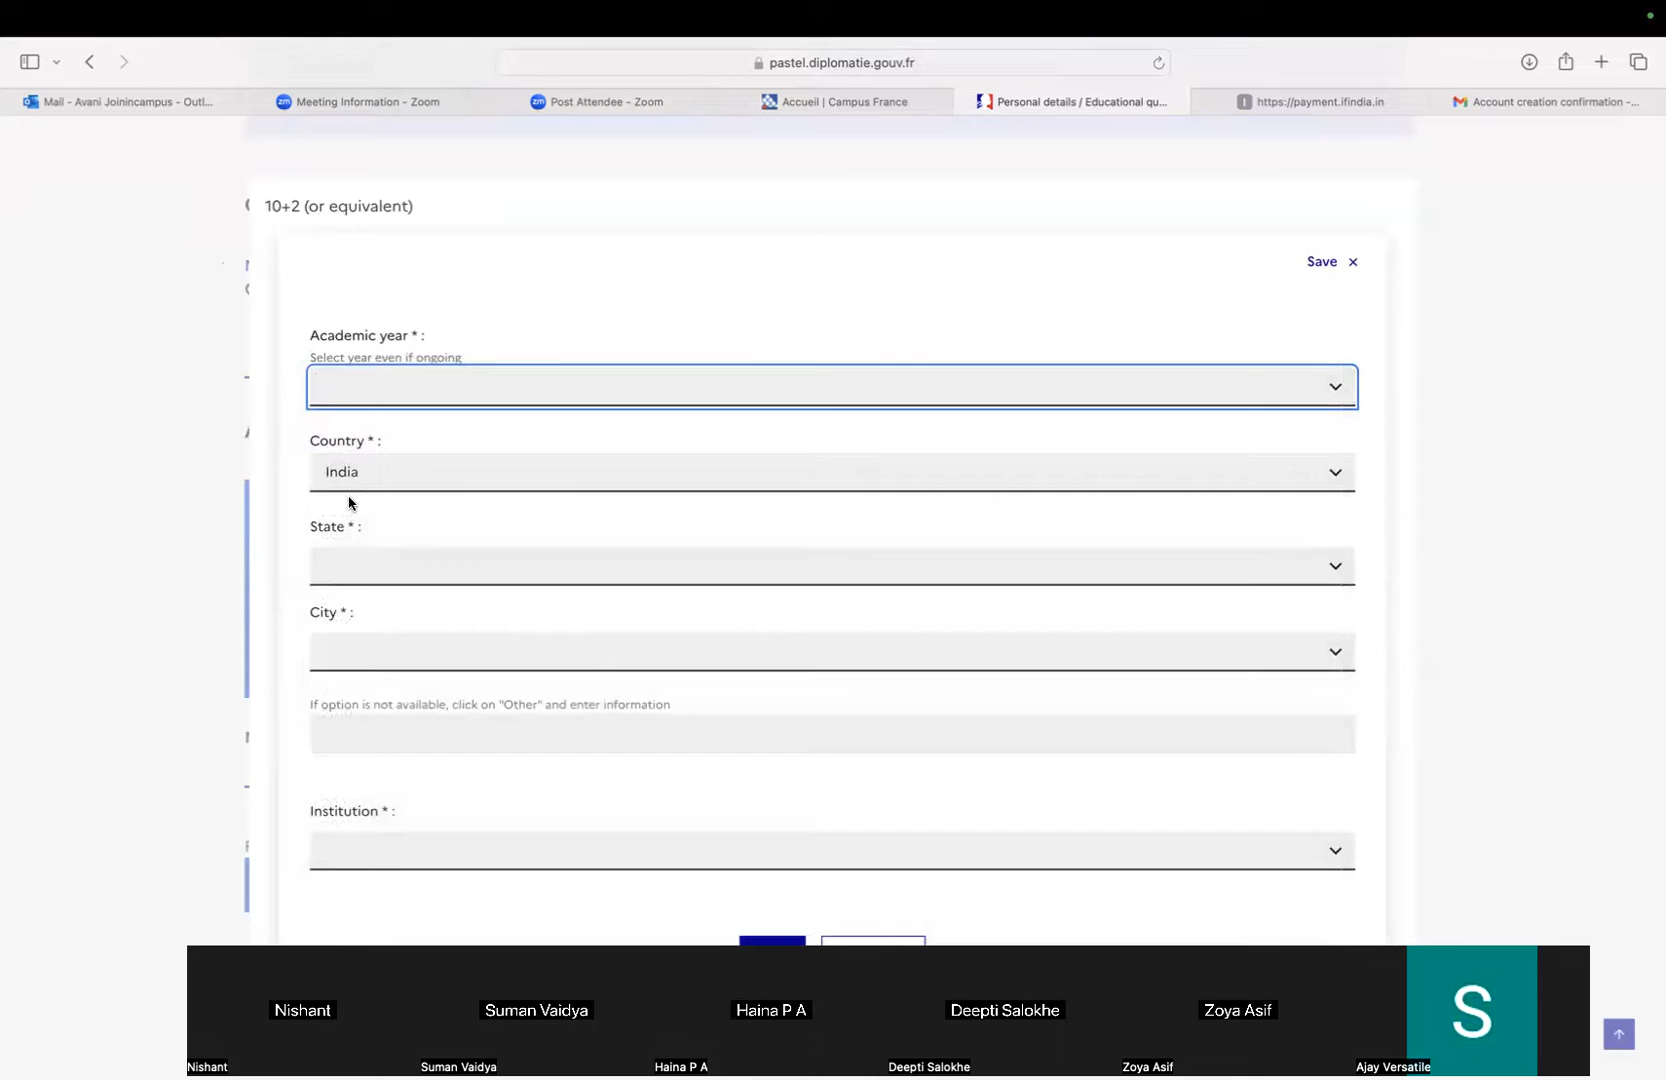 pastel.diplomatie.gouv.fr
Mail - Avani Joinincampus - Outl...
zm Meeting Information - Zoom
zm Post Attendee - Zoom
Accueil | Campus France
Personal details / Educational qu...
I https://payment.ifindia.in
Account creation confirmation -...
10+2 (or equivalent)
Save ×
Academic year * :
Select year even if ongoing
Country * :
India
State * :
City * :
If option is not available, click on "Other" and enter information
Institution * :
Nishant
Suman Vaidya
Haina P A
Deepti Salokhe
Zoya Asif
S
Nishant
Suman Vaidya
Haina P A
Deepti Salokhe
Zoya Asif
Ajay Versatile